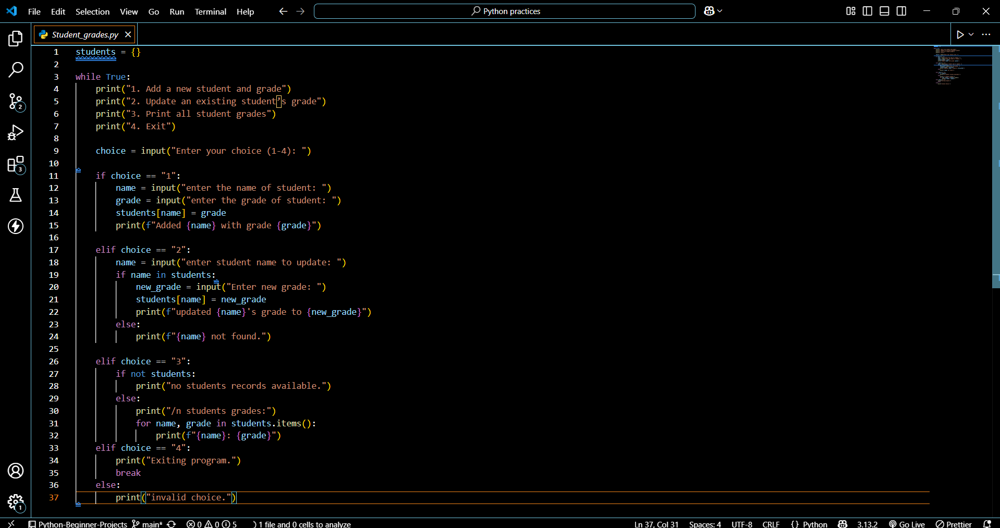 File Edit Selection View Go Run Terminal Help Python practices
Student_grades.py
1 students = {}
2
3 while True:
4     print("1. Add a new student and grade")
5     print("2. Update an existing student’s grade")
6     print("3. Print all student grades")
7     print("4. Exit")
8
9     choice = input("Enter your choice (1-4): ")
10
11     if choice == "1":
12         name = input("enter the name of student: ")
13         grade = input("enter the grade of student: ")
14         students[name] = grade
15         print(f"Added {name} with grade {grade}")
16
17     elif choice == "2":
18         name = input("enter student name to update: ")
19         if name in students:
20             new_grade = input("Enter new grade: ")
21             students[name] = new_grade
22             print(f"updated {name}'s grade to {new_grade}")
23         else:
24             print(f"{name} not found.")
25
26     elif choice == "3":
27         if not students:
28             print("no students records available.")
29         else:
30             print("/n students grades:")
31             for name, grade in students.items():
32                 print(f"{name}: {grade}")
33     elif choice == "4":
34         print("Exiting program.")
35         break
36     else:
37         print("invalid choice.")
2
3
1
Python-Beginner-Projects main* 0 0 5 1 file and 0 cells to analyze Ln 37, Col 31 Spaces: 4 UTF-8 CRLF {} Python 3.13.2 Go Live Prettier